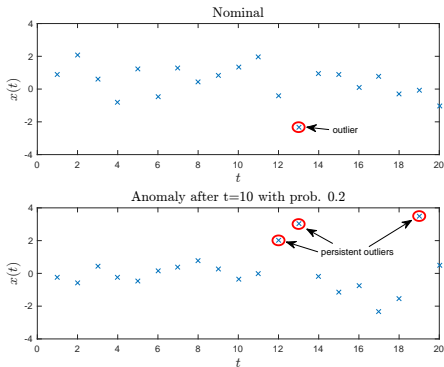 Nominal
4
2
0
-2
-4
x(t)
0 2 4 6 8 10 12 14 16 18 20
t
outlier
Anomaly after t=10 with prob. 0.2
4
2
0
-2
-4
x(t)
0 2 4 6 8 10 12 14 16 18 20
t
persistent outliers